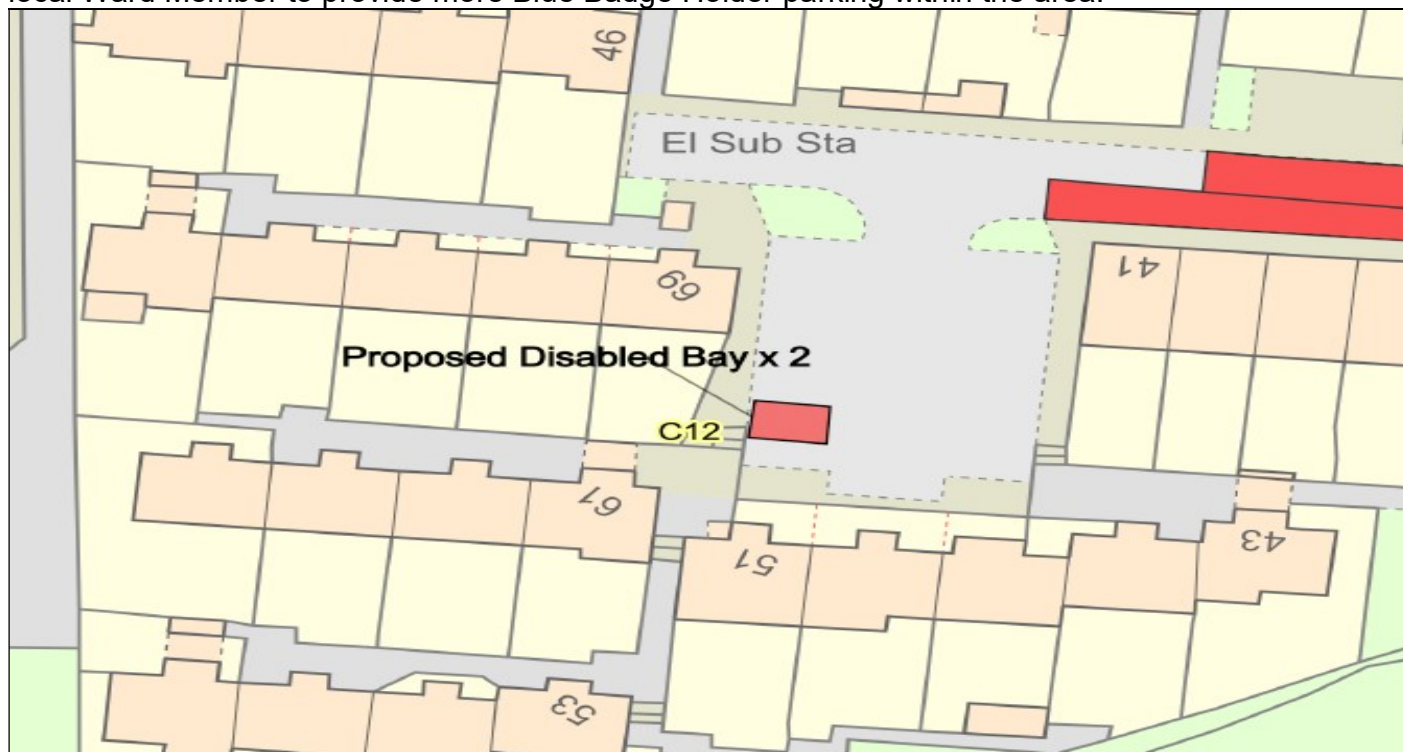 local Ward Member to provide more Blue Badge Holder parking within the area.
46
El Sub Sta
41
69
Proposed Disabled Bay x 2
C12
61
51
43
53